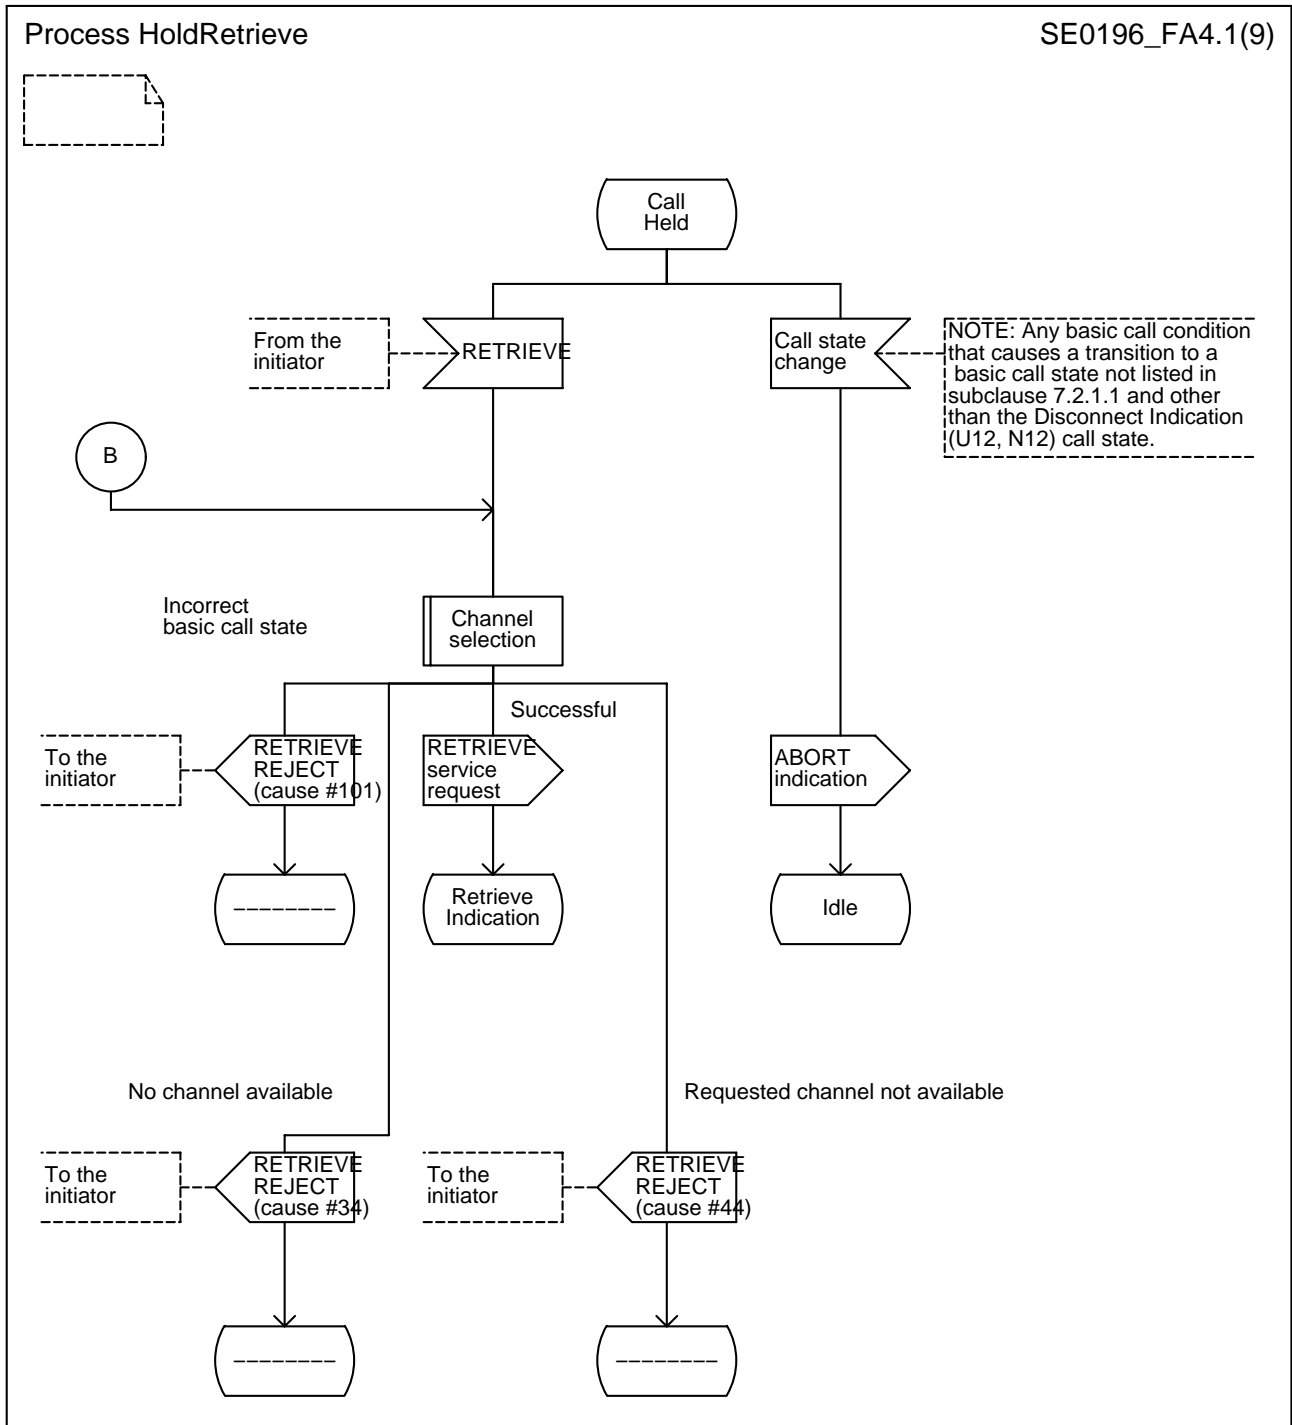 Process HoldRetrieve
SE0196_FA4.1(9)
Call
Held
From the
initiator
RETRIEVE
Call state
change
NOTE: Any basic call condition
that causes a transition to a
basic call state not listed in
subclause 7.2.1.1 and other
than the Disconnect Indication
(U12, N12) call state.
B
Incorrect
basic call state
Channel
selection
Successful
To the
initiator
RETRIEVE
REJECT
(cause #101)
RETRIEVE
service
request
ABORT
indication
Retrieve
Indication
Idle
No channel available
Requested channel not available
To the
initiator
RETRIEVE
REJECT
(cause #34)
To the
initiator
RETRIEVE
REJECT
(cause #44)